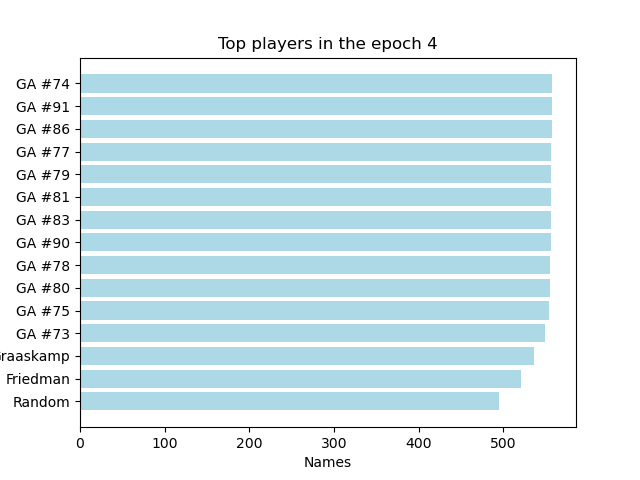 Top players in the epoch 4
GA #74
GA #91
GA #86
GA #77
GA #79
GA #81
GA #83
GA #90
GA #78
GA #80
GA #75
GA #73
raaskamp
Friedman
Random
0 100 200 300 400 500
Names